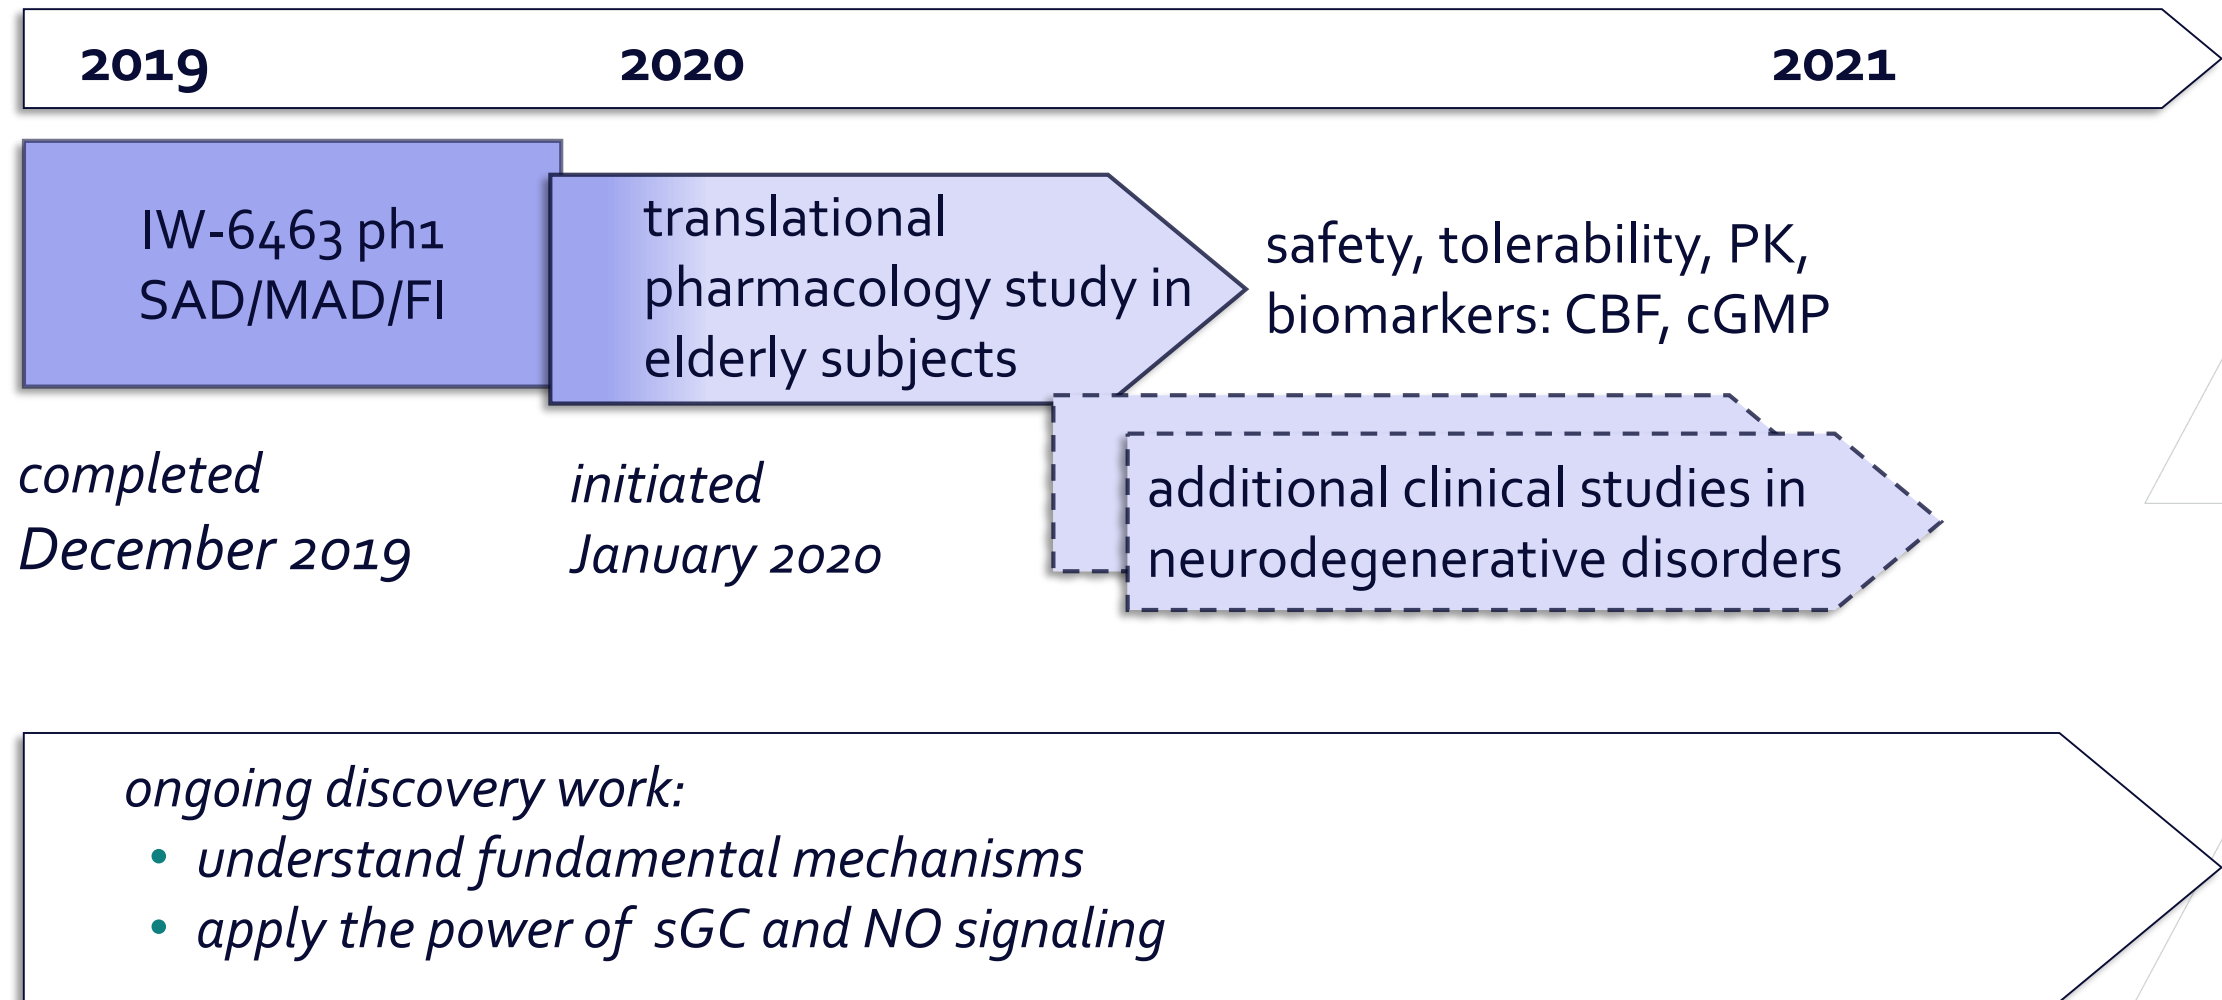 2019 2020 2021
IW-6463 ph1
SAD/MAD/FI
translational
pharmacology study in
elderly subjects
safety, tolerability, PK,
biomarkers: CBF, cGMP
completed
December 2019
initiated
January 2020
additional clinical studies in
neurodegenerative disorders
ongoing discovery work:
• understand fundamental mechanisms
• apply the power of sGC and NO signaling